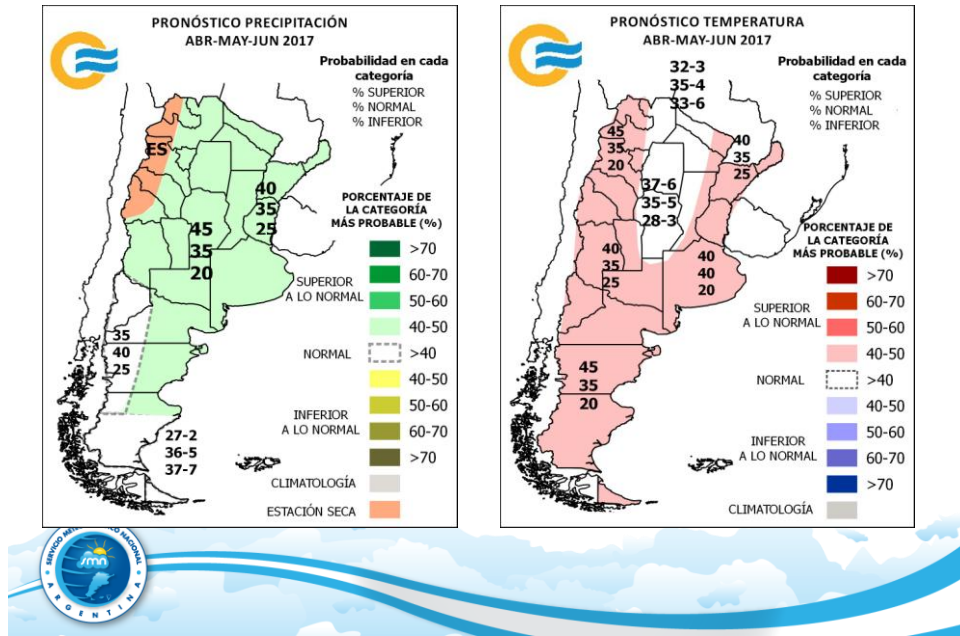 PRONÓSTICO PRECIPITACIÓN
ABR-MAY-JUN 2017
Probabilidad en cada
categoría
% SUPERIOR
% NORMAL
% INFERIOR
ES
40
35
25
45
35
20
35
40
25
27-2
36-5
37-7
PORCENTAJE DE
LA CATEGORÍA
MÁS PROBABLE (%)
>70
60-70
SUPERIOR
A LO NORMAL
50-60
40-50
NORMAL
>40
40-50
50-60
INFERIOR
A LO NORMAL
60-70
>70
CLIMATOLOGÍA
ESTACIÓN SECA
PRONÓSTICO TEMPERATURA
ABR-MAY-JUN 2017
Probabilidad en cada
categoría
% SUPERIOR
% NORMAL
% INFERIOR
32-3
35-4
33-6
45
35
20
40
35
25
37-6
35-5
28-3
40
35
25
40
40
20
45
35
20
PORCENTAJE DE
LA CATEGORÍA
MÁS PROBABLE (%)
>70
60-70
SUPERIOR
A LO NORMAL
50-60
40-50
NORMAL
>40
40-50
50-60
INFERIOR
A LO NORMAL
60-70
>70
CLIMATOLOGÍA
SERVICIO METEOROLÓGICO NACIONAL
smn
ARGENTINA